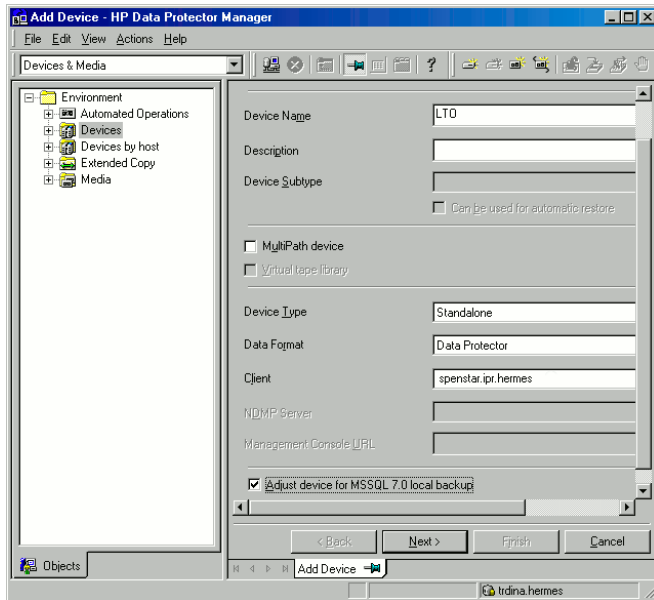 Add Device - HP Data Protector Manager
File Edit View Actions Help
Devices & Media
Environment
Automated Operations
Devices
Devices by host
Extended Copy
Media
Device Name
LTO
Description
Device Subtype
Can be used for automatic restore
MultiPath device
Virtual tape library
Device Type
Standalone
Data Format
Data Protector
Client
spenstar.ipr.hermes
NDMP Server
Management Console URL
Adjust device for MSSQL 7.0 local backup
< Back
Next >
Finish
Cancel
Objects
Add Device
trdina.hermes